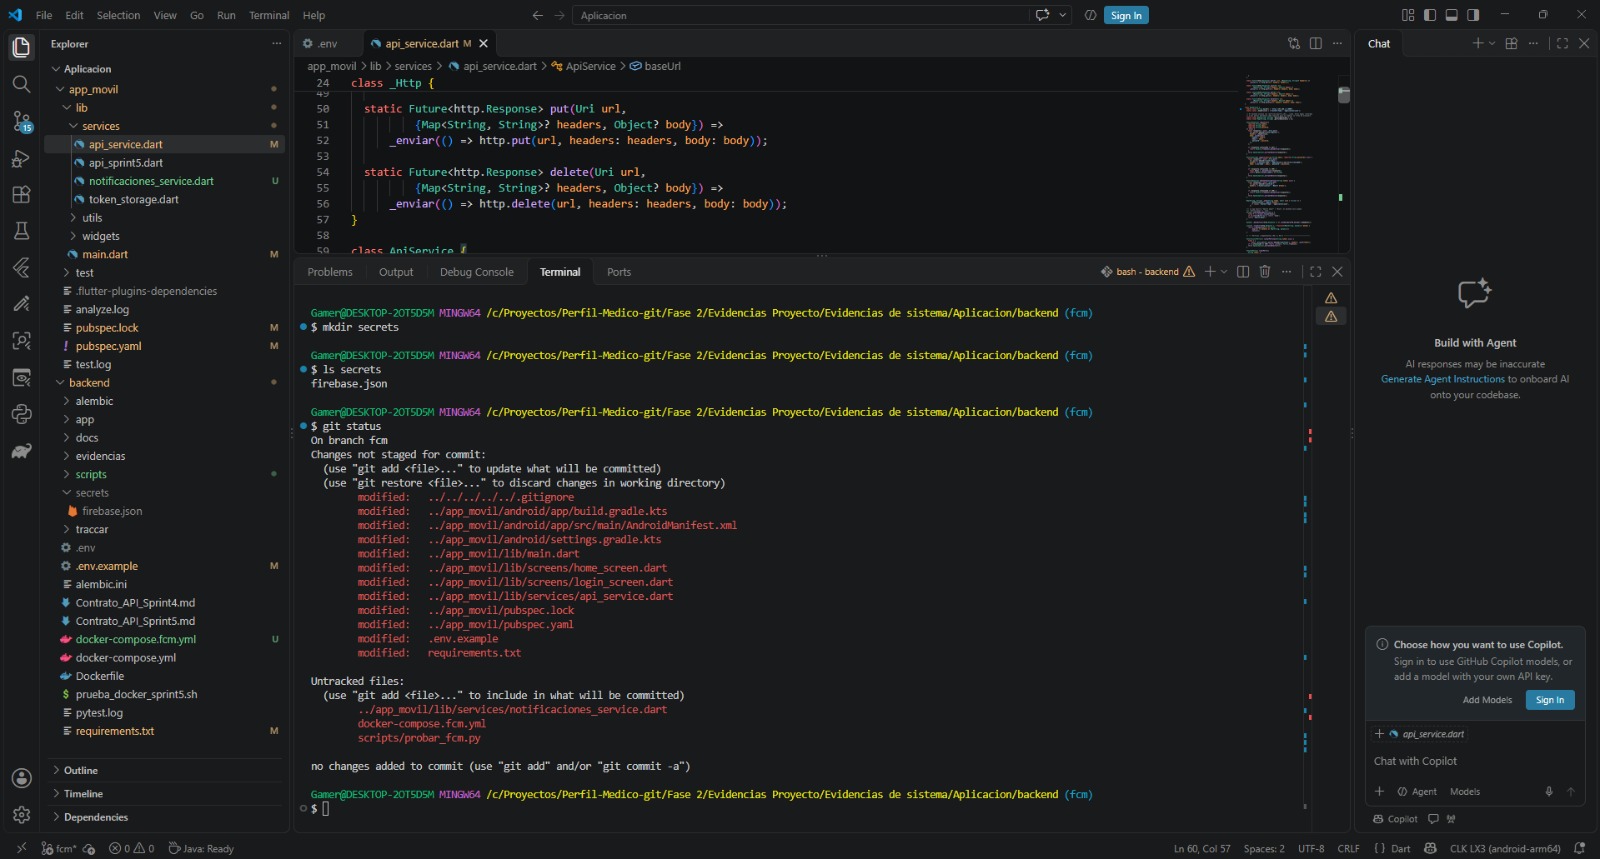 File Edit Selection View Go Run Terminal Help
Aplicacion
Sign In
Explorer
Aplicacion
app_movil
lib
services
api_service.dart M
api_sprint5.dart
notificaciones_service.dart U
token_storage.dart
utils
widgets
main.dart M
test
.flutter-plugins-dependencies
analyze.log
pubspec.lock M
pubspec.yaml M
test.log
backend
alembic
app
docs
evidencias
scripts
secrets
firebase.json
traccar
.env
.env.example M
alembic.ini
Contrato_API_Sprint4.md
Contrato_API_Sprint5.md
docker-compose.fcm.yml U
docker-compose.yml
Dockerfile
prueba_docker_sprint5.sh
pytest.log
requirements.txt M
Outline
Timeline
Dependencies
15
.env
api_service.dart M
app_movil > lib > services > api_service.dart > ApiService > baseUrl
24 class _Http {
49
50 static Future<http.Response> put(Uri url,
51 {Map<String, String>? headers, Object? body}) =>
52 _enviar(() => http.put(url, headers: headers, body: body));
53
54 static Future<http.Response> delete(Uri url,
55 {Map<String, String>? headers, Object? body}) =>
56 _enviar(() => http.delete(url, headers: headers, body: body));
57 }
58
59 class ApiService {
Problems Output Debug Console Terminal Ports
bash - backend
Gamer@DESKTOP-2OT5D5M MINGW64 /c/Proyectos/Perfil-Medico-git/Fase 2/Evidencias Proyecto/Evidencias de sistema/Aplicacion/backend (fcm)
$ mkdir secrets
Gamer@DESKTOP-2OT5D5M MINGW64 /c/Proyectos/Perfil-Medico-git/Fase 2/Evidencias Proyecto/Evidencias de sistema/Aplicacion/backend (fcm)
$ ls secrets
firebase.json
Gamer@DESKTOP-2OT5D5M MINGW64 /c/Proyectos/Perfil-Medico-git/Fase 2/Evidencias Proyecto/Evidencias de sistema/Aplicacion/backend (fcm)
$ git status
On branch fcm
Changes not staged for commit:
(use "git add <file>..." to update what will be committed)
(use "git restore <file>..." to discard changes in working directory)
modified: ../../../../../.gitignore
modified: ../app_movil/android/app/build.gradle.kts
modified: ../app_movil/android/app/src/main/AndroidManifest.xml
modified: ../app_movil/android/settings.gradle.kts
modified: ../app_movil/lib/main.dart
modified: ../app_movil/lib/screens/home_screen.dart
modified: ../app_movil/lib/screens/login_screen.dart
modified: ../app_movil/lib/services/api_service.dart
modified: ../app_movil/pubspec.lock
modified: ../app_movil/pubspec.yaml
modified: .env.example
modified: requirements.txt
Untracked files:
(use "git add <file>..." to include in what will be committed)
../app_movil/lib/services/notificaciones_service.dart
docker-compose.fcm.yml
scripts/probar_fcm.py
no changes added to commit (use "git add" and/or "git commit -a")
Gamer@DESKTOP-2OT5D5M MINGW64 /c/Proyectos/Perfil-Medico-git/Fase 2/Evidencias Proyecto/Evidencias de sistema/Aplicacion/backend (fcm)
$
Chat
Build with Agent
AI responses may be inaccurate
Generate Agent Instructions to onboard AI
onto your codebase.
Choose how you want to use Copilot.
Sign in to use GitHub Copilot models, or
add a model with your own API key.
Add Models Sign In
api_service.dart
Chat with Copilot
Agent Models
Copilot
fcm* 0 0 Java: Ready
Ln 60, Col 57 Spaces: 2 UTF-8 CRLF {} Dart CLK LX3 (android-arm64)